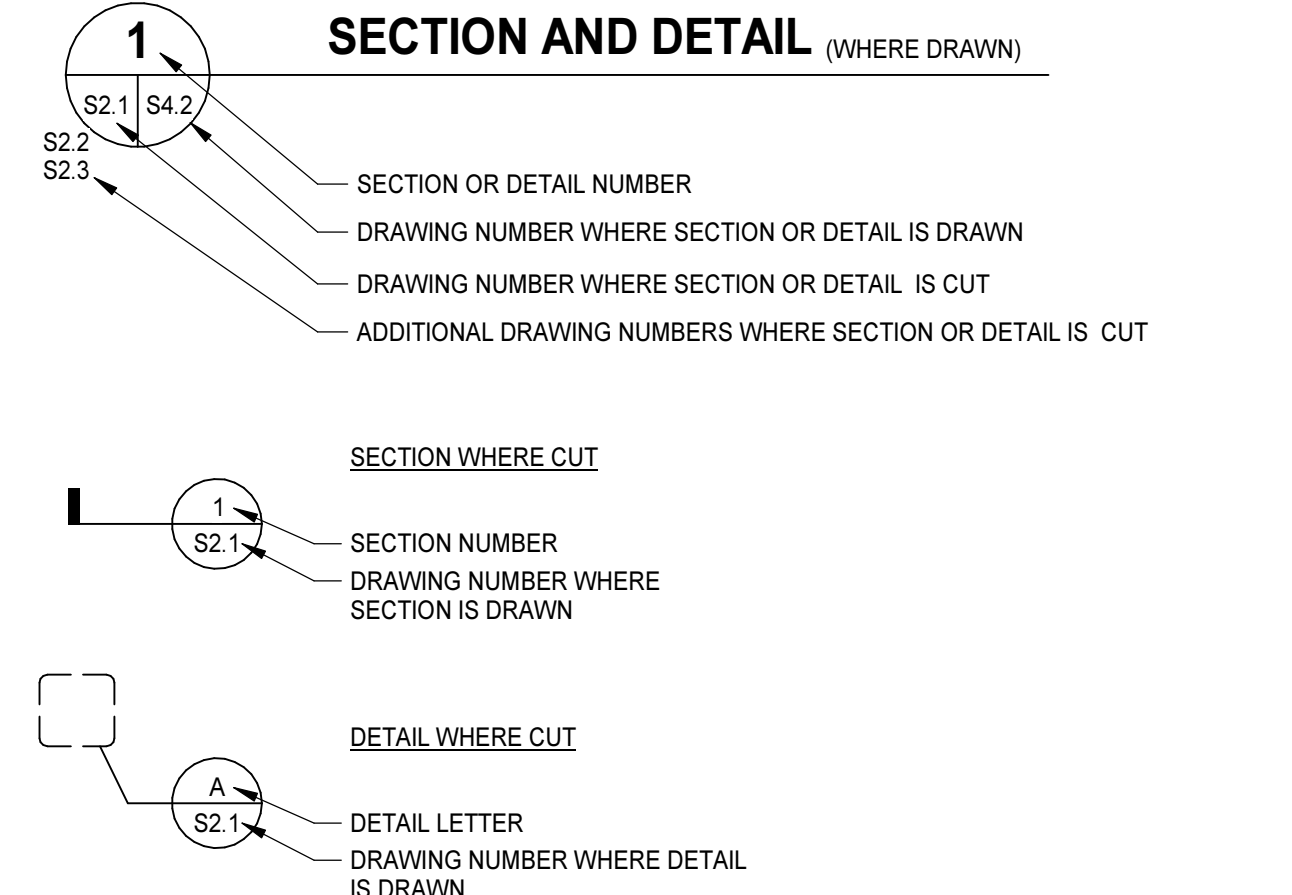 1
SECTION AND DETAIL (WHERE DRAWN)
S2.1 S4.2
S2.2
S2.3
SECTION OR DETAIL NUMBER
DRAWING NUMBER WHERE SECTION OR DETAIL IS DRAWN
DRAWING NUMBER WHERE SECTION OR DETAIL IS CUT
ADDITIONAL DRAWING NUMBERS WHERE SECTION OR DETAIL IS CUT
SECTION WHERE CUT
1
S2.1
SECTION NUMBER
DRAWING NUMBER WHERE
SECTION IS DRAWN
DETAIL WHERE CUT
A
S2.1
DETAIL LETTER
DRAWING NUMBER WHERE DETAIL
IS DRAWN